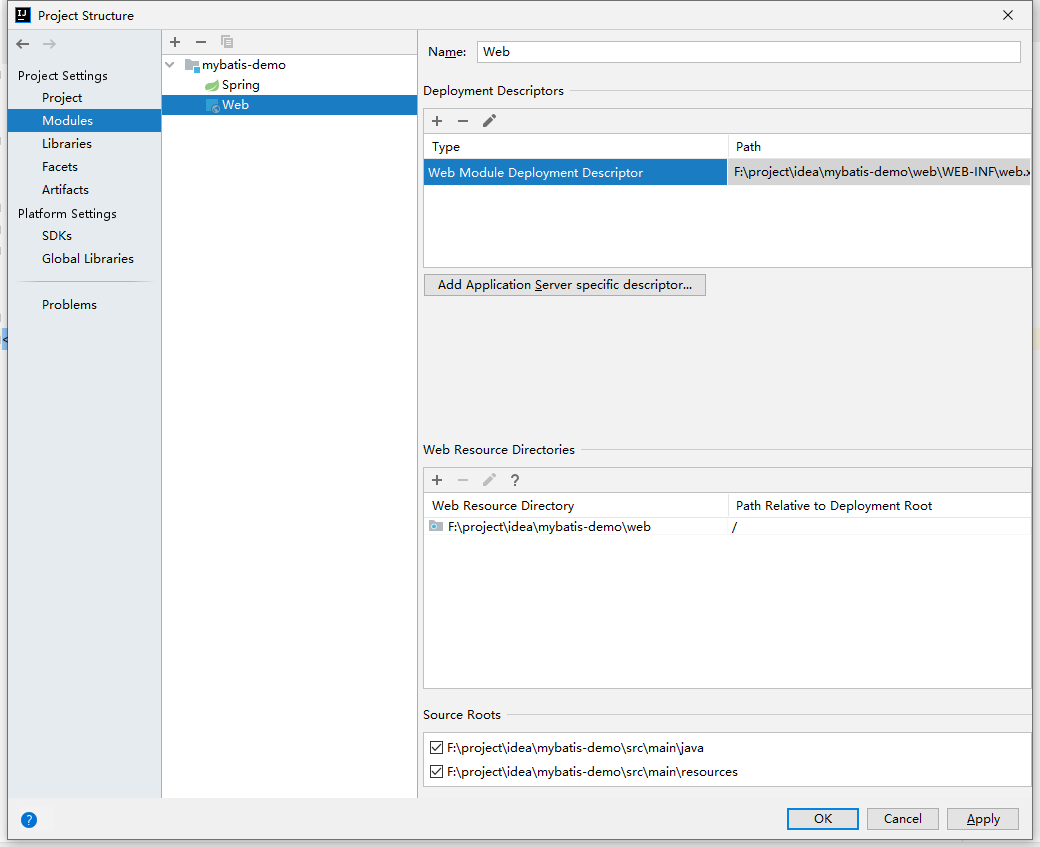 Project Structure
Project Settings
Project
Modules
Libraries
Facets
Artifacts
Platform Settings
SDKs
Global Libraries
Problems
mybatis-demo
Spring
Web
Name: Web
Deployment Descriptors
Type Path
Web Module Deployment Descriptor F:\project\idea\mybatis-demo\web\WEB-INF\web.x
Add Application Server specific descriptor...
Web Resource Directories
?
Web Resource Directory Path Relative to Deployment Root
F:\project\idea\mybatis-demo\web /
Source Roots
F:\project\idea\mybatis-demo\src\main\java
F:\project\idea\mybatis-demo\src\main\resources
? OK Cancel Apply